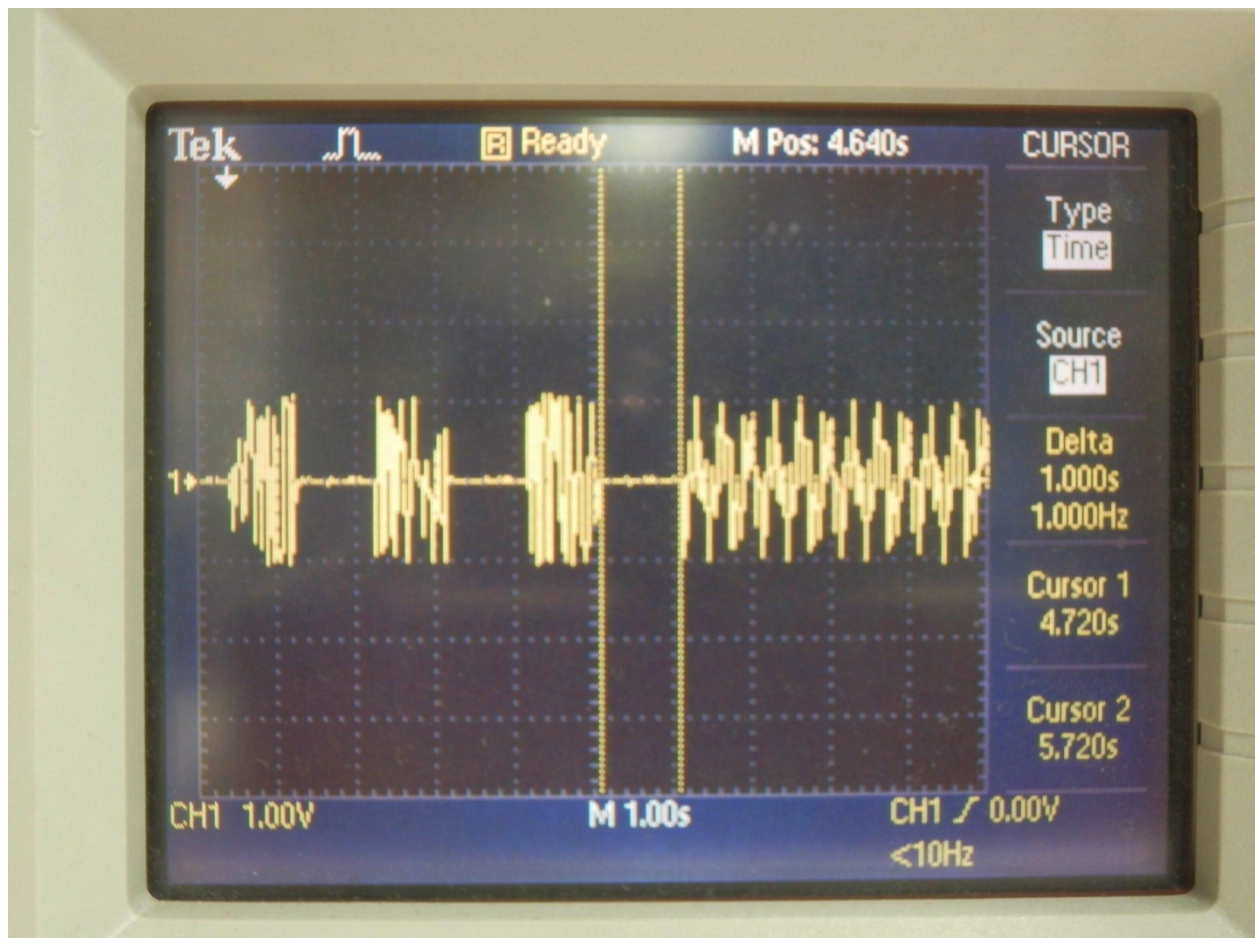 Tek R Ready M Pos: 4.640s CURSOR
Type
Time
Source
CH1
Delta
1.000s
1.000Hz
1
Cursor 1
4.720s
Cursor 2
5.720s
CH1 1.00V M 1.00s CH1 0.00V
<10Hz